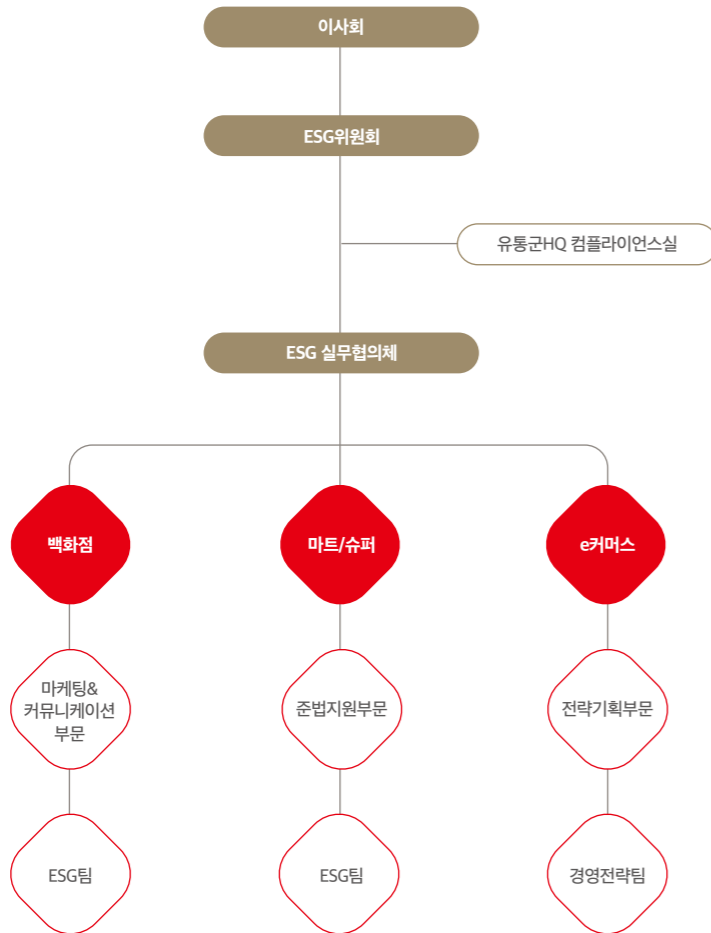 이사회
ESG위원회
유통군HQ 컴플라이언스실
ESG 실무협의체
백화점
마트/슈퍼
e커머스
마케팅&
커뮤니케이션
부문
준법지원부문
전략기획부문
ESG팀
ESG팀
경영전략팀